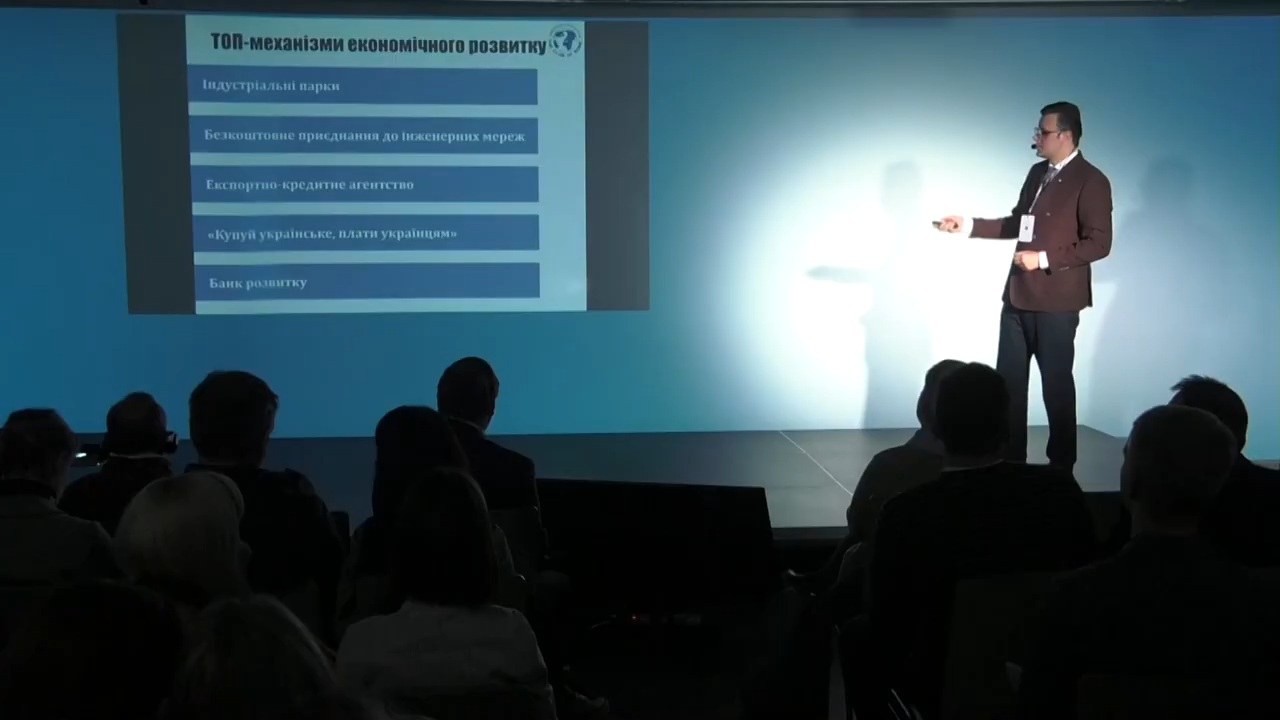 ТОП-механізми економічного розвитку
Індустріальні парки
Безкоштовне приєднання до інженерних мереж
Експортно-кредитне агентство
«Купуй українське, плати українцям»
Банк розвитку